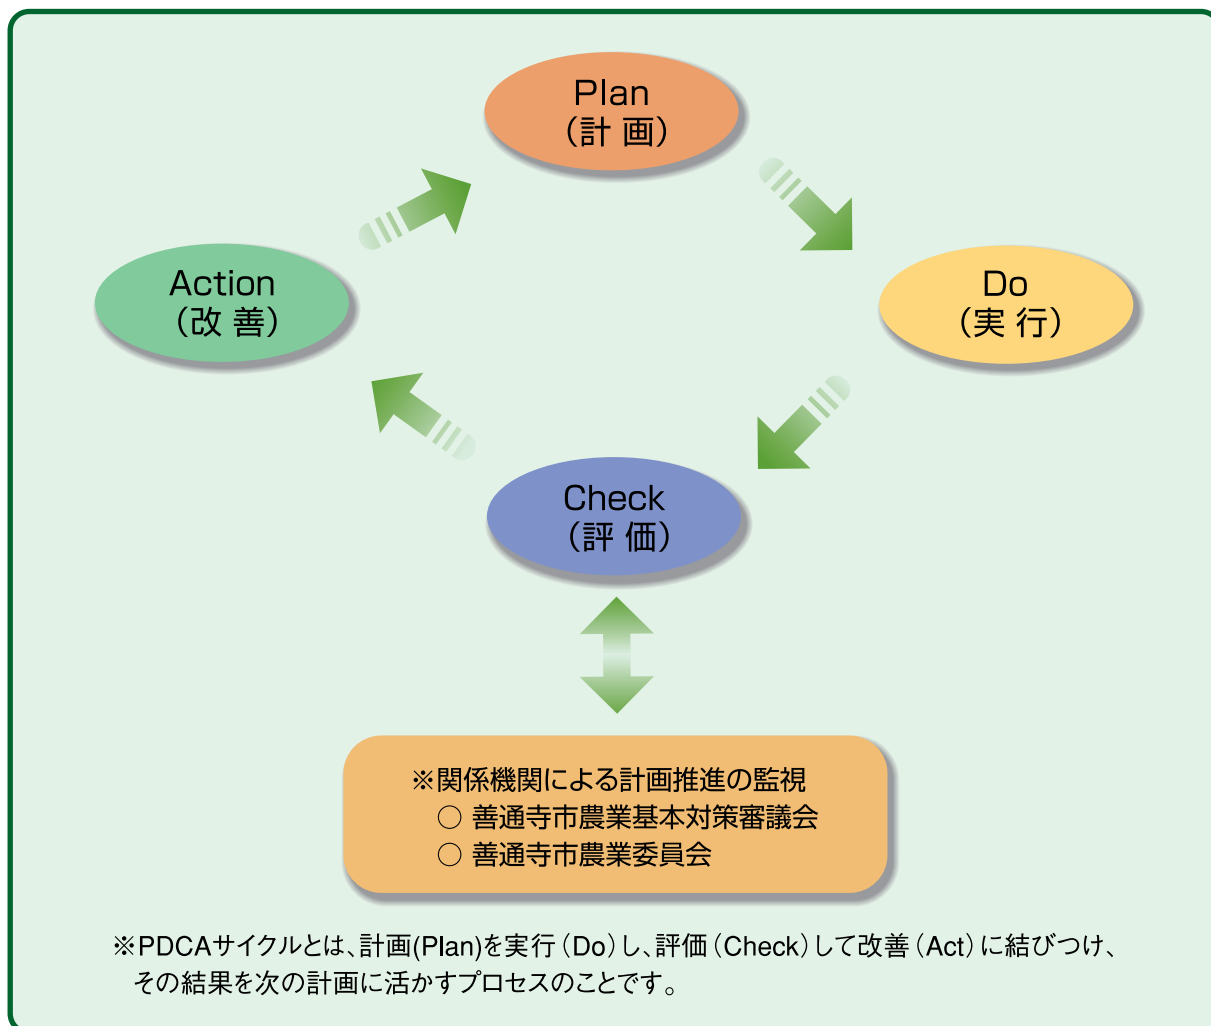 Plan
（計 画）
Action
（改 善）
Do
（実 行）
Check
（評 価）
※関係機関による計画推進の監視
○ 善通寺市農業基本対策審議会
○ 善通寺市農業委員会
※PDCAサイクルとは、計画(Plan)を実行（Do）し、評価（Check）して改善（Act）に結びつけ、
その結果を次の計画に活かすプロセスのことです。